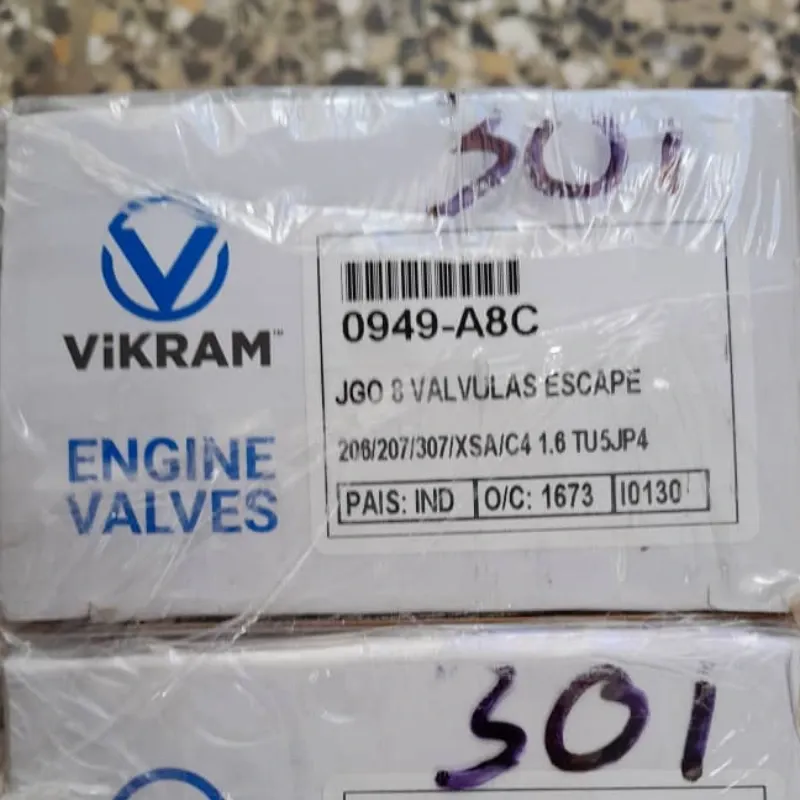 301
ViKRAM™
ENGINE
VALVES
0949-A8C
JGO 8 VALVULAS ESCAPE
206/207/307/XSA/C4 1.6 TU5JP4
PAIS: IND O/C: 1673 I0130
301